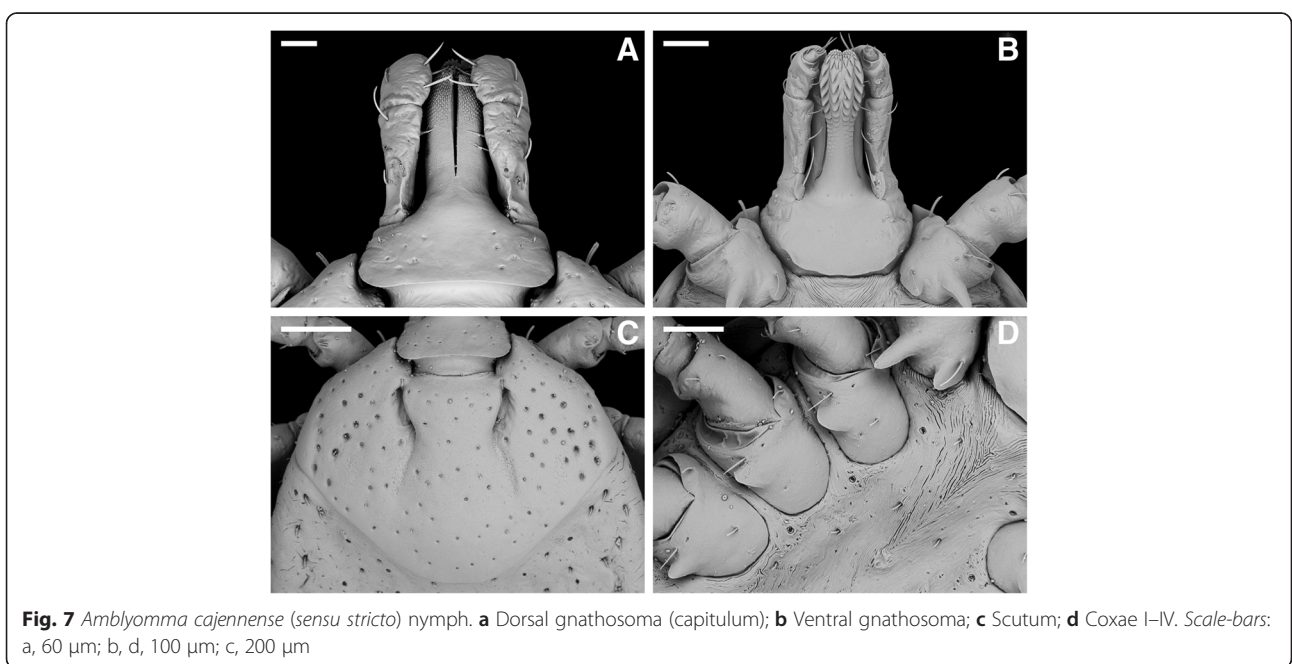 A
B
C
D
Fig. 7 Amblyomma cajennense (sensu stricto) nymph. a Dorsal gnathosoma (capitulum); b Ventral gnathosoma; c Scutum; d Coxae I–IV. Scale-bars:
a, 60 μm; b, d, 100 μm; c, 200 μm